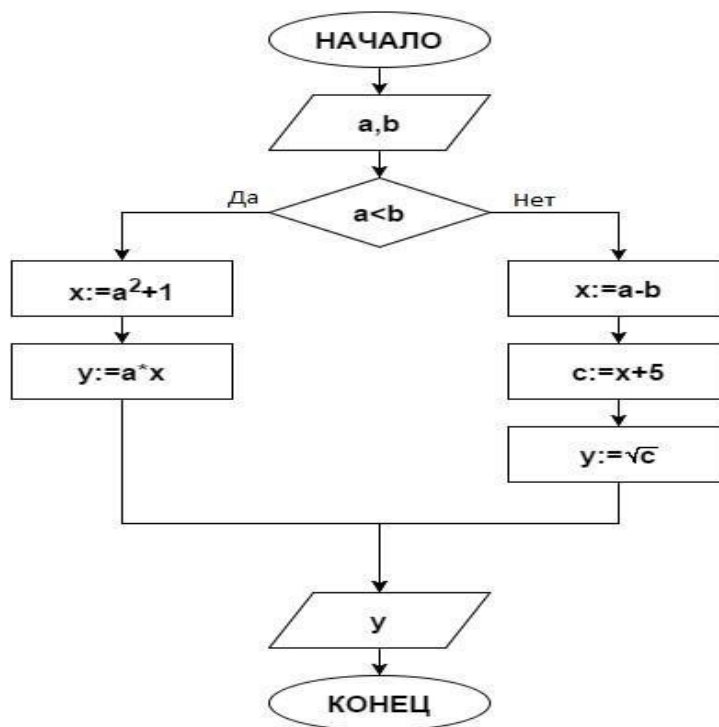 НАЧАЛО
a,b
Да
a<b
Нет
x:=a²+1
y:=a*x
x:=a-b
c:=x+5
y:=√c
y
КОНЕЦ